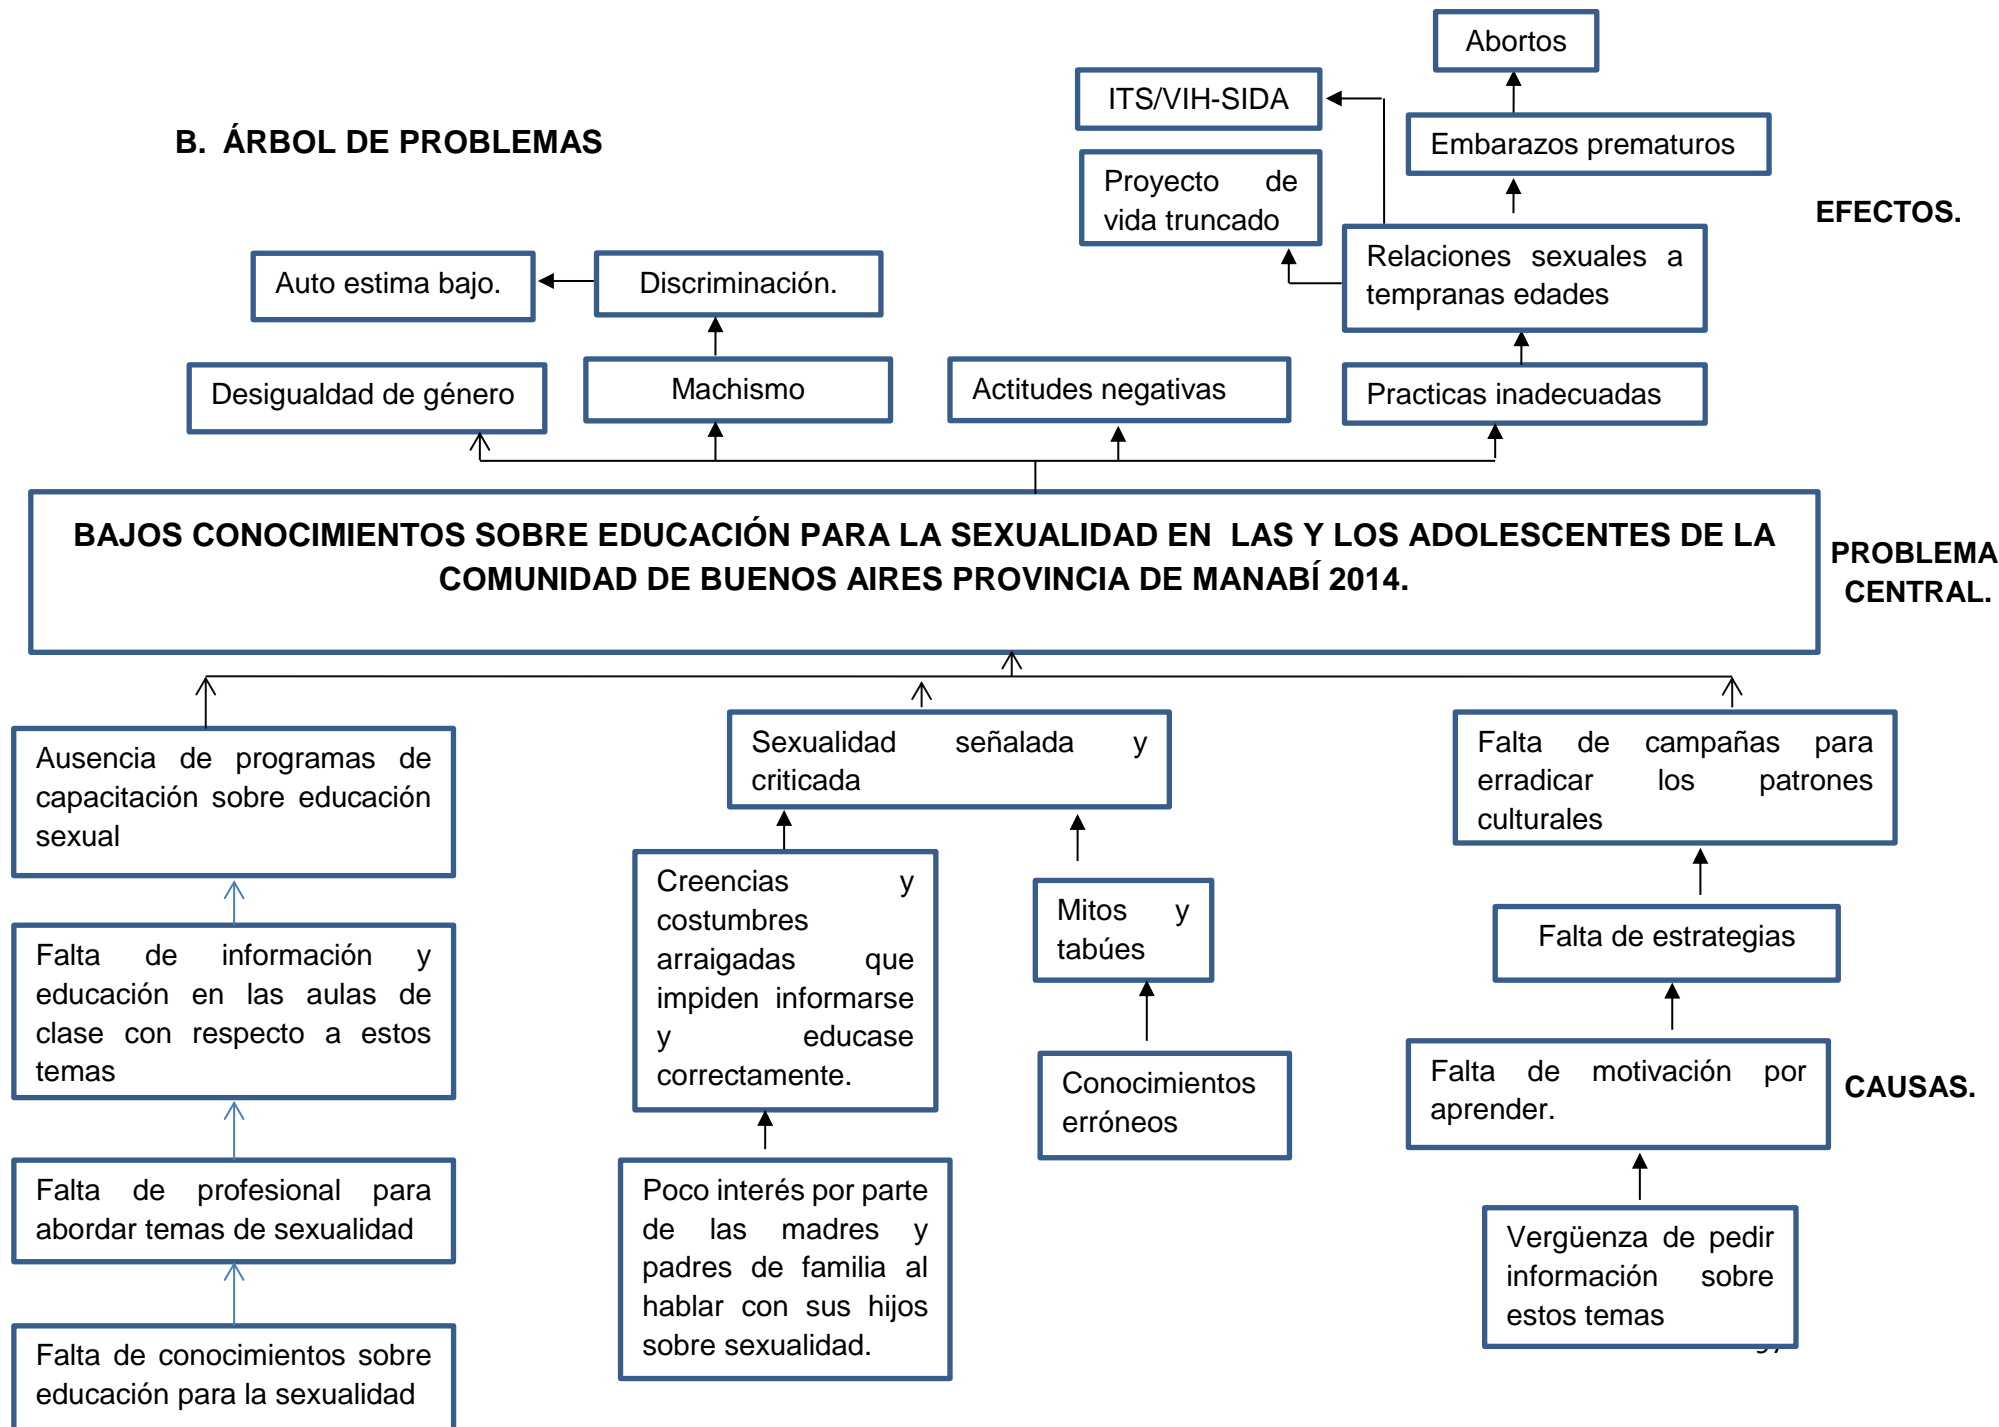 B. ÁRBOL DE PROBLEMAS
Abortos
ITS/VIH-SIDA
Embarazos prematuros
Proyecto de
vida truncado
EFECTOS.
Relaciones sexuales a
tempranas edades
Auto estima bajo.
Discriminación.
Desigualdad de género
Machismo
Actitudes negativas
Practicas inadecuadas
BAJOS CONOCIMIENTOS SOBRE EDUCACIÓN PARA LA SEXUALIDAD EN LAS Y LOS ADOLESCENTES DE LA
COMUNIDAD DE BUENOS AIRES PROVINCIA DE MANABÍ 2014.
PROBLEMA
CENTRAL.
Ausencia de programas de
capacitación sobre educación
sexual
Sexualidad señalada y
criticada
Falta de campañas para
erradicar los patrones
culturales
Falta de información y
educación en las aulas de
clase con respecto a estos
temas
Creencias y
costumbres
arraigadas que
impiden informarse
y educase
correctamente.
Mitos y
tabúes
Falta de estrategias
Conocimientos
erróneos
Falta de motivación por
aprender.
CAUSAS.
Falta de profesional para
abordar temas de sexualidad
Poco interés por parte
de las madres y
padres de familia al
hablar con sus hijos
sobre sexualidad.
Vergüenza de pedir
información sobre
estos temas
Falta de conocimientos sobre
educación para la sexualidad